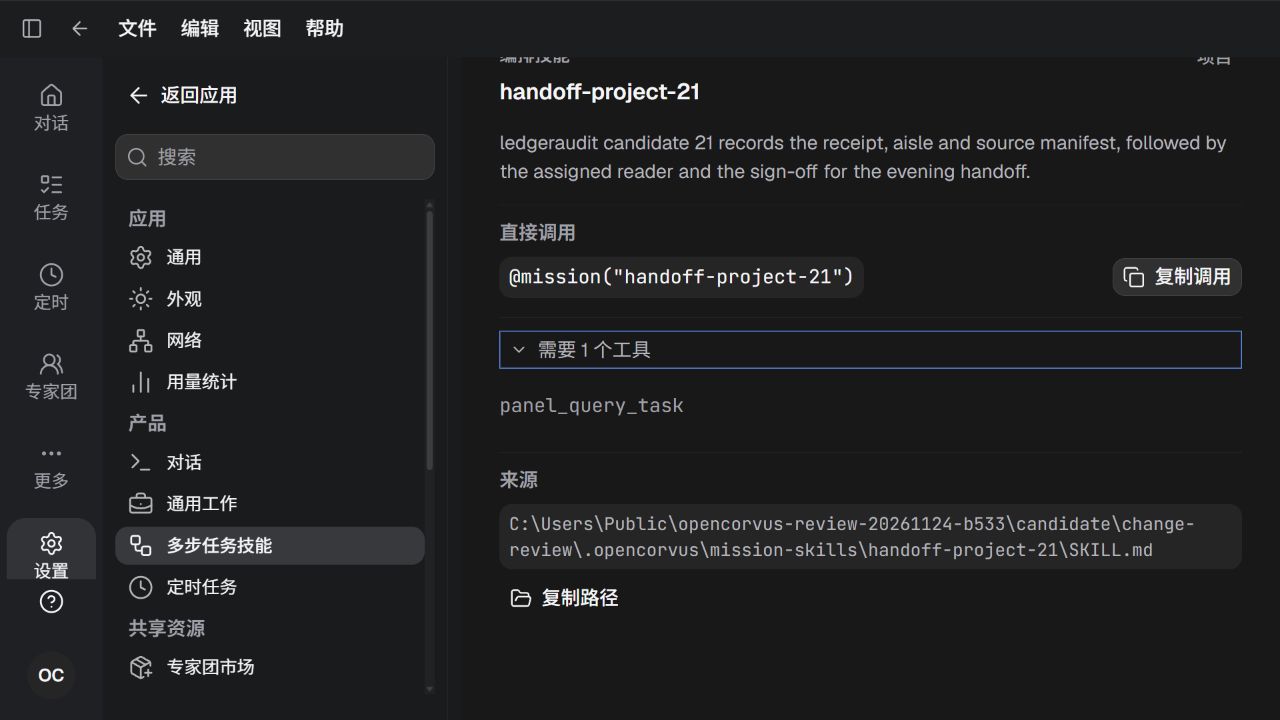 文件 编辑 视图 帮助
对话
任务
定时
专家团
更多
设置
OC
返回应用
搜索
应用
通用
外观
网络
用量统计
产品
对话
通用工作
多步任务技能
定时任务
共享资源
专家团市场
编排技能
项目
handoff-project-21
ledgeraudit candidate 21 records the receipt, aisle and source manifest, followed by
the assigned reader and the sign-off for the evening handoff.
直接调用
@mission("handoff-project-21")
复制调用
需要 1 个工具
panel_query_task
来源
C:\Users\Public\opencorvus-review-20261124-b533\candidate\change-
review\.opencorvus\mission-skills\handoff-project-21\SKILL.md
复制路径